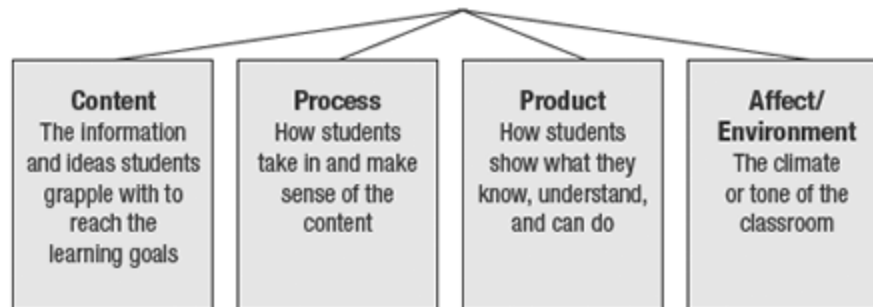 Content
The information
and ideas students
grapple with to
reach the
learning goals
Process
How students
take in and make
sense of the
content
Product
How students
show what they
know, understand,
and can do
Affect/
Environment
The climate
or tone of the
classroom